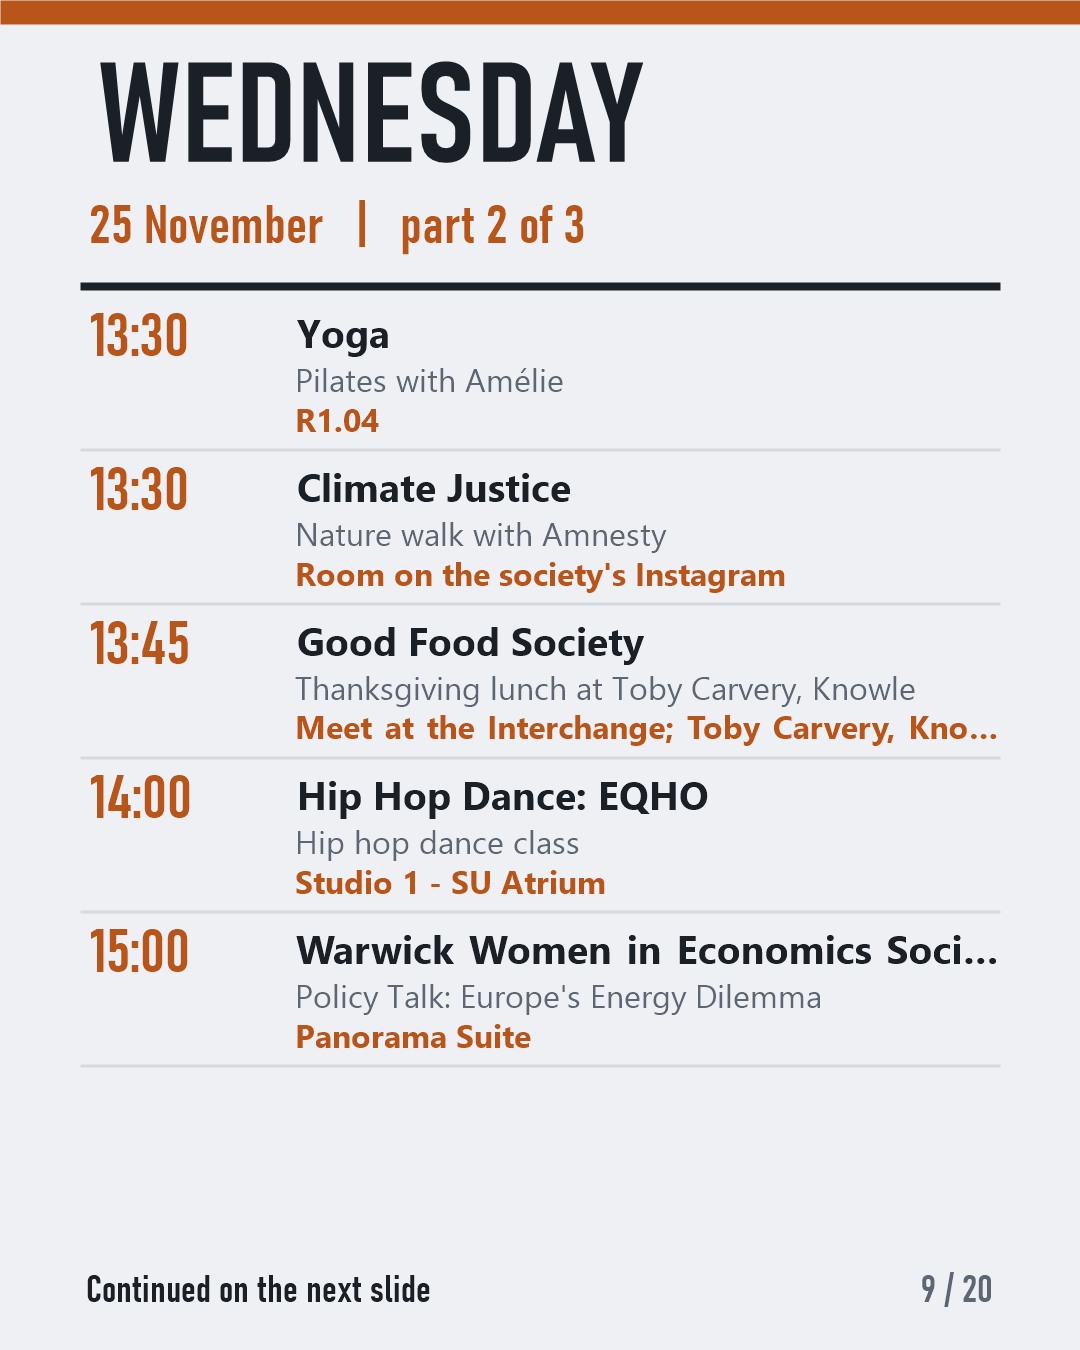 WEDNESDAY
25 November | part 2 of 3
13:30
Yoga
Pilates with Amélie
R1.04
13:30
Climate Justice
Nature walk with Amnesty
Room on the society's Instagram
13:45
Good Food Society
Thanksgiving lunch at Toby Carvery, Knowle
Meet at the Interchange; Toby Carvery, Kno...
14:00
Hip Hop Dance: EQHO
Hip hop dance class
Studio 1 - SU Atrium
15:00
Warwick Women in Economics Soci...
Policy Talk: Europe's Energy Dilemma
Panorama Suite
Continued on the next slide
9 / 20